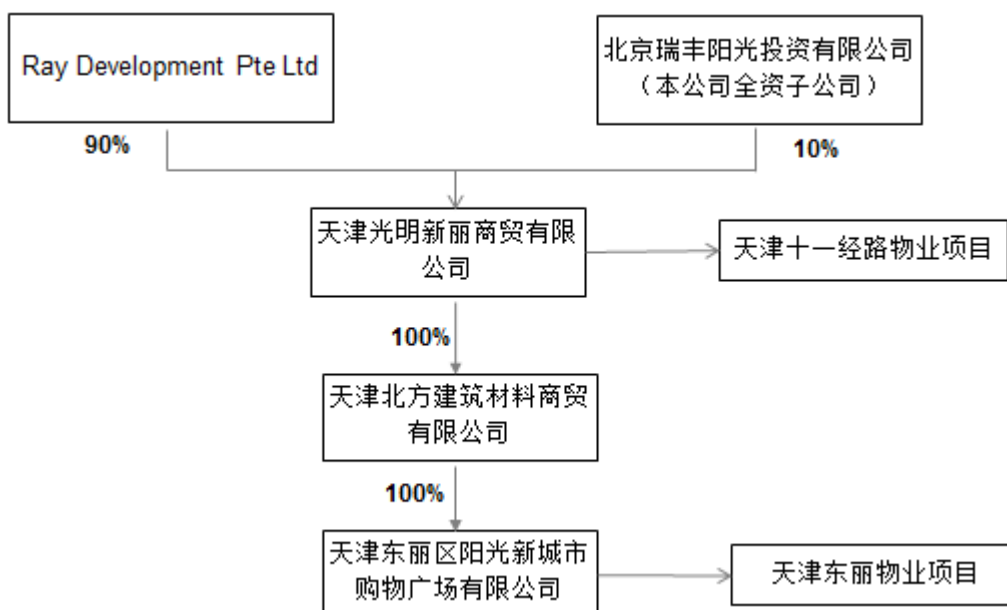 Ray Development Pte Ltd
北京瑞丰阳光投资有限公司
（本公司全资子公司）
90%
10%
天津光明新丽商贸有限
公司
天津十一经路物业项目
100%
天津北方建筑材料商贸
有限公司
100%
天津东丽区阳光新城市
购物广场有限公司
天津东丽物业项目